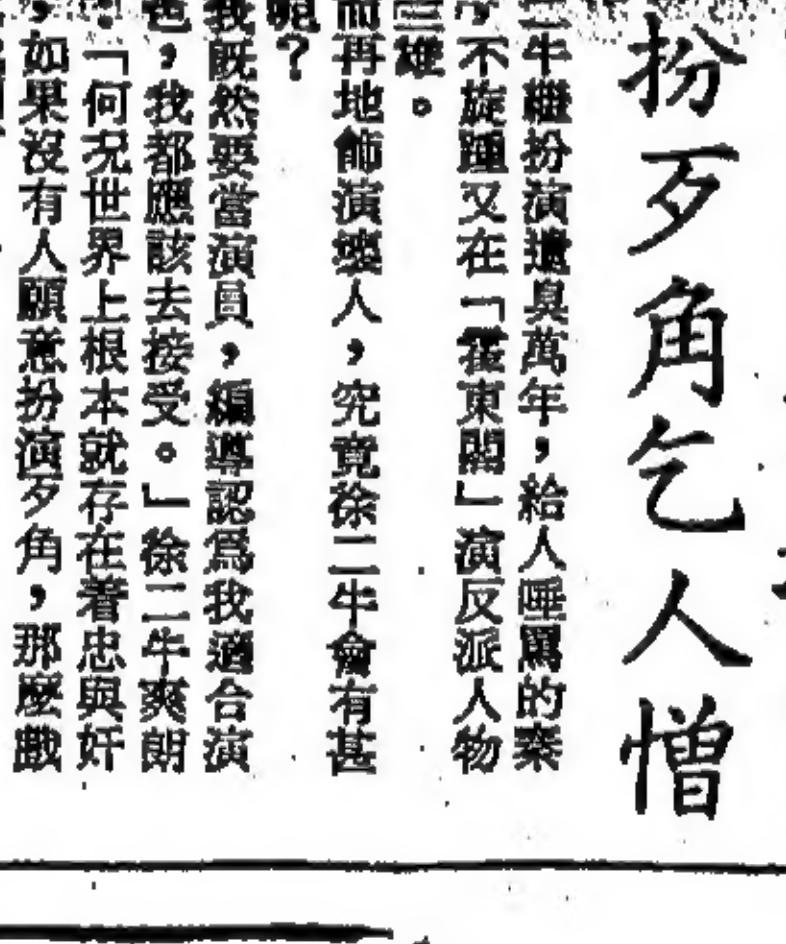 扮歹角乞人憎
二牛繼扮演遺臭萬年，給人唾罵的秦
，不旋踵又在「霍東閣」演反派人物
三雄。
而再地飾演壞人，究竟徐二牛會有甚
呢？
我既然要當演員，編導認爲我適合演
色，我都應該去接受。」徐二牛爽朗
：「何況世界上根本就存在着忠與奸
，如果沒有人願意扮演歹角，那麼戲